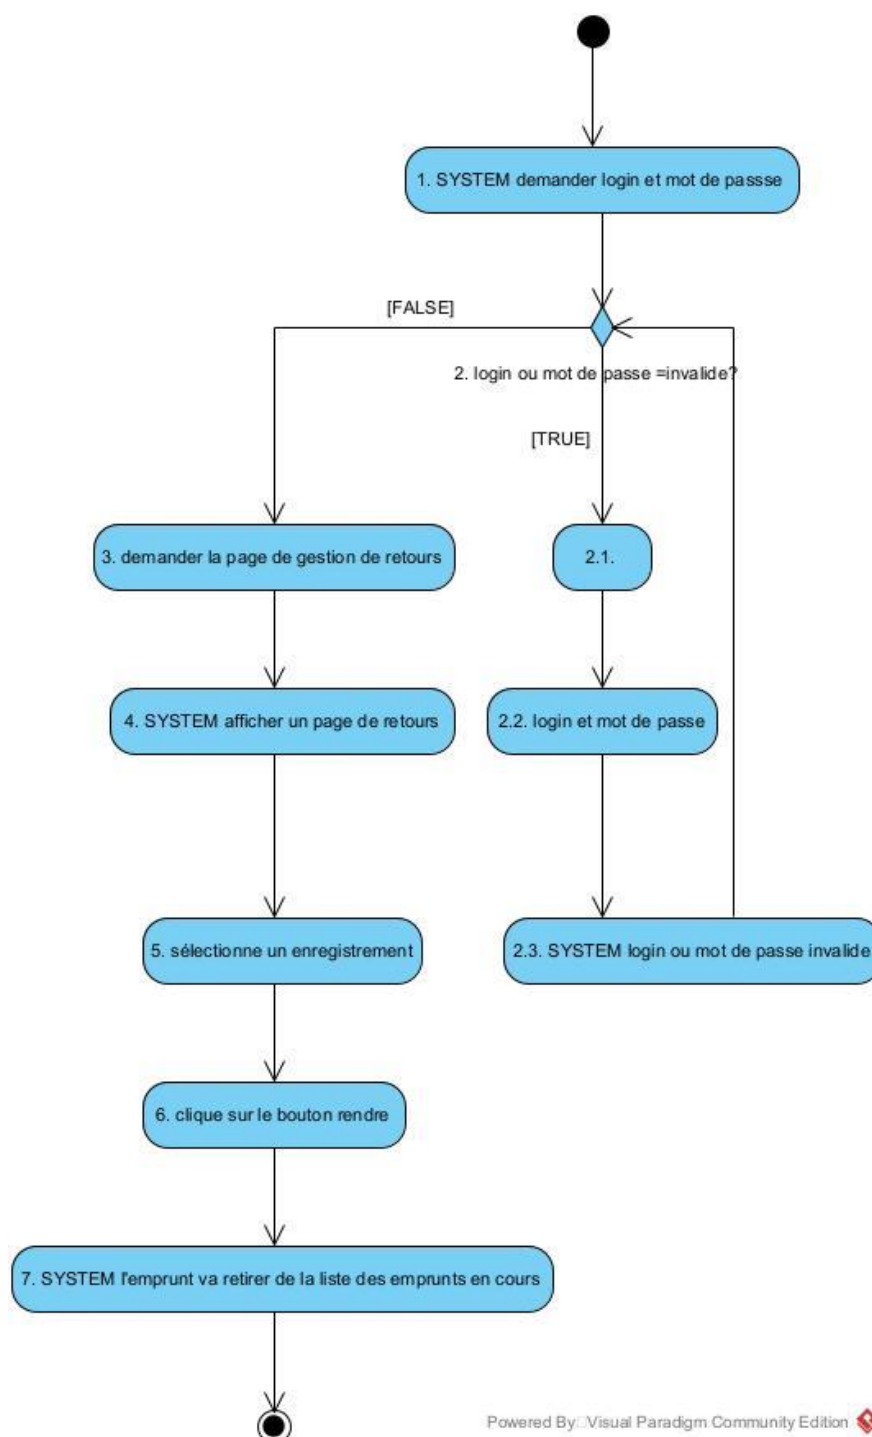 1. SYSTEM demander login et mot de passse
[FALSE]
2. login ou mot de passe =invalide?
[TRUE]
3. demander la page de gestion de retours
2.1.
4. SYSTEM afficher un page de retours
2.2. login et mot de passe
5. sélectionne un enregistrement
2.3. SYSTEM login ou mot de passe invalide
6. clique sur le bouton rendre
7. SYSTEM l'emprunt va retirer de la liste des emprunts en cours
Powered By Visual Paradigm Community Edition